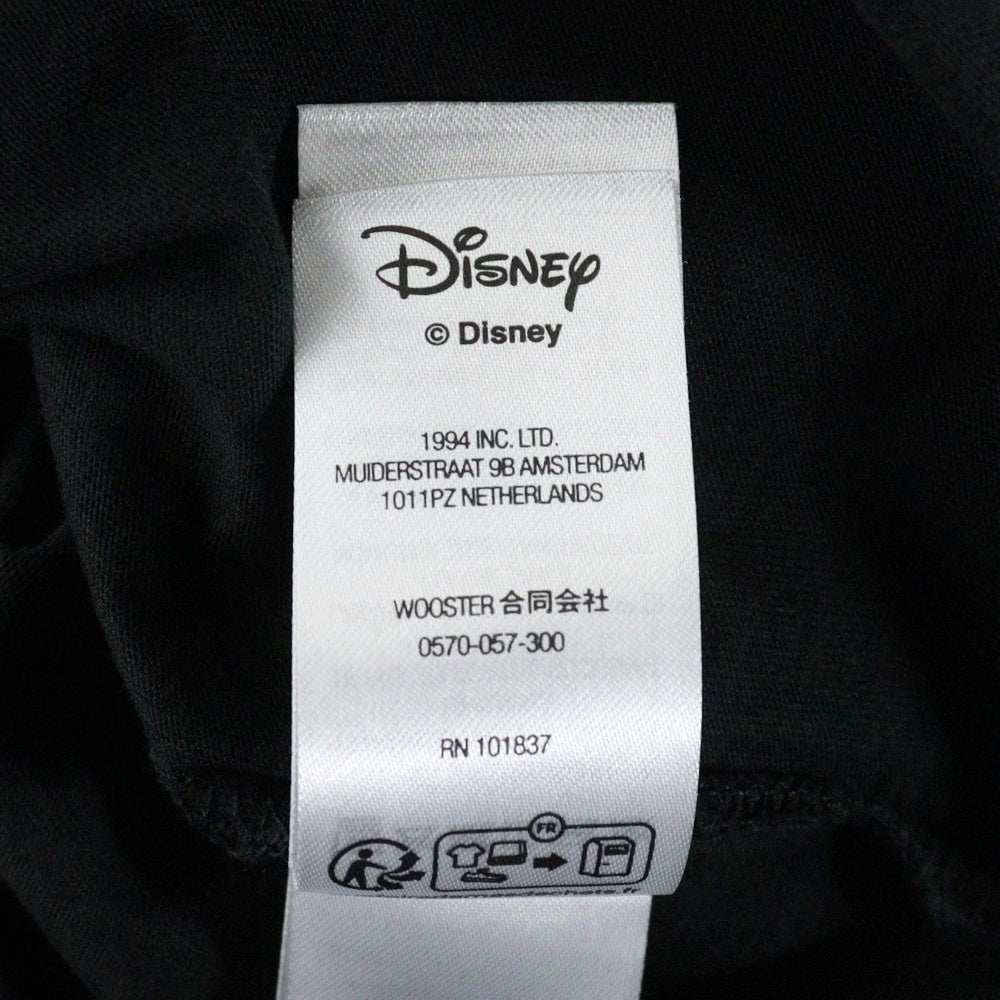 Disney
© Disney
1994 INC. LTD.
MUIDERSTRAAT 9B AMSTERDAM
1011PZ NETHERLANDS
WOOSTER 合同会社
0570-057-300
RN 101837
FR